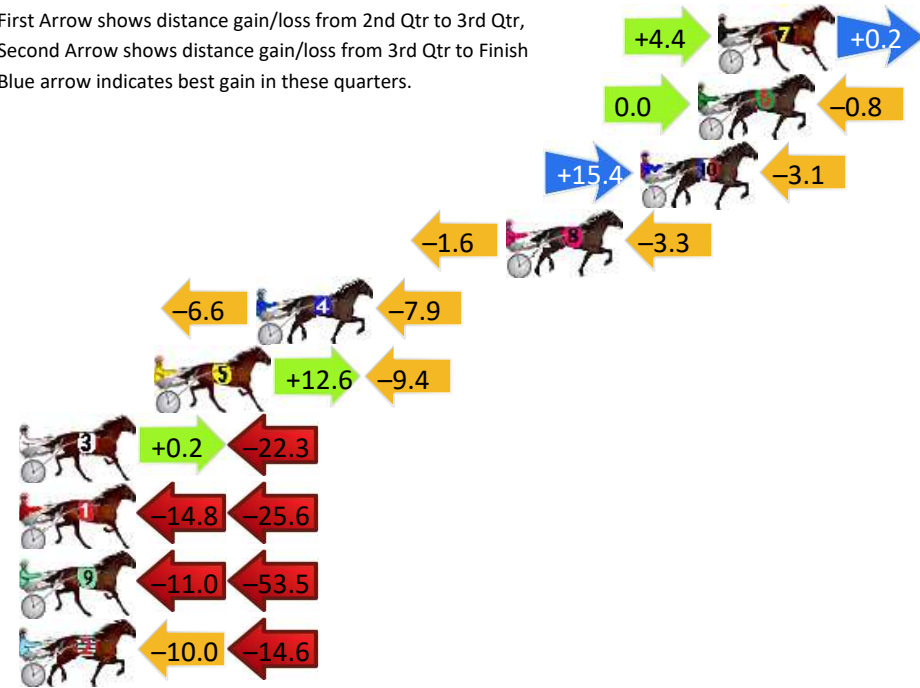 First Arrow shows distance gain/loss from 2nd Qtr to 3rd Qtr,
Second Arrow shows distance gain/loss from 3rd Qtr to Finish
Blue arrow indicates best gain in these quarters.
+4.4 7 +0.2
0.0 6 –0.8
+15.4 10 –3.1
–1.6 8 –3.3
–6.6 4 –7.9
5 +12.6 –9.4
3 +0.2 –22.3
1 –14.8 –25.6
9 –11.0 –53.5
2 –10.0 –14.6